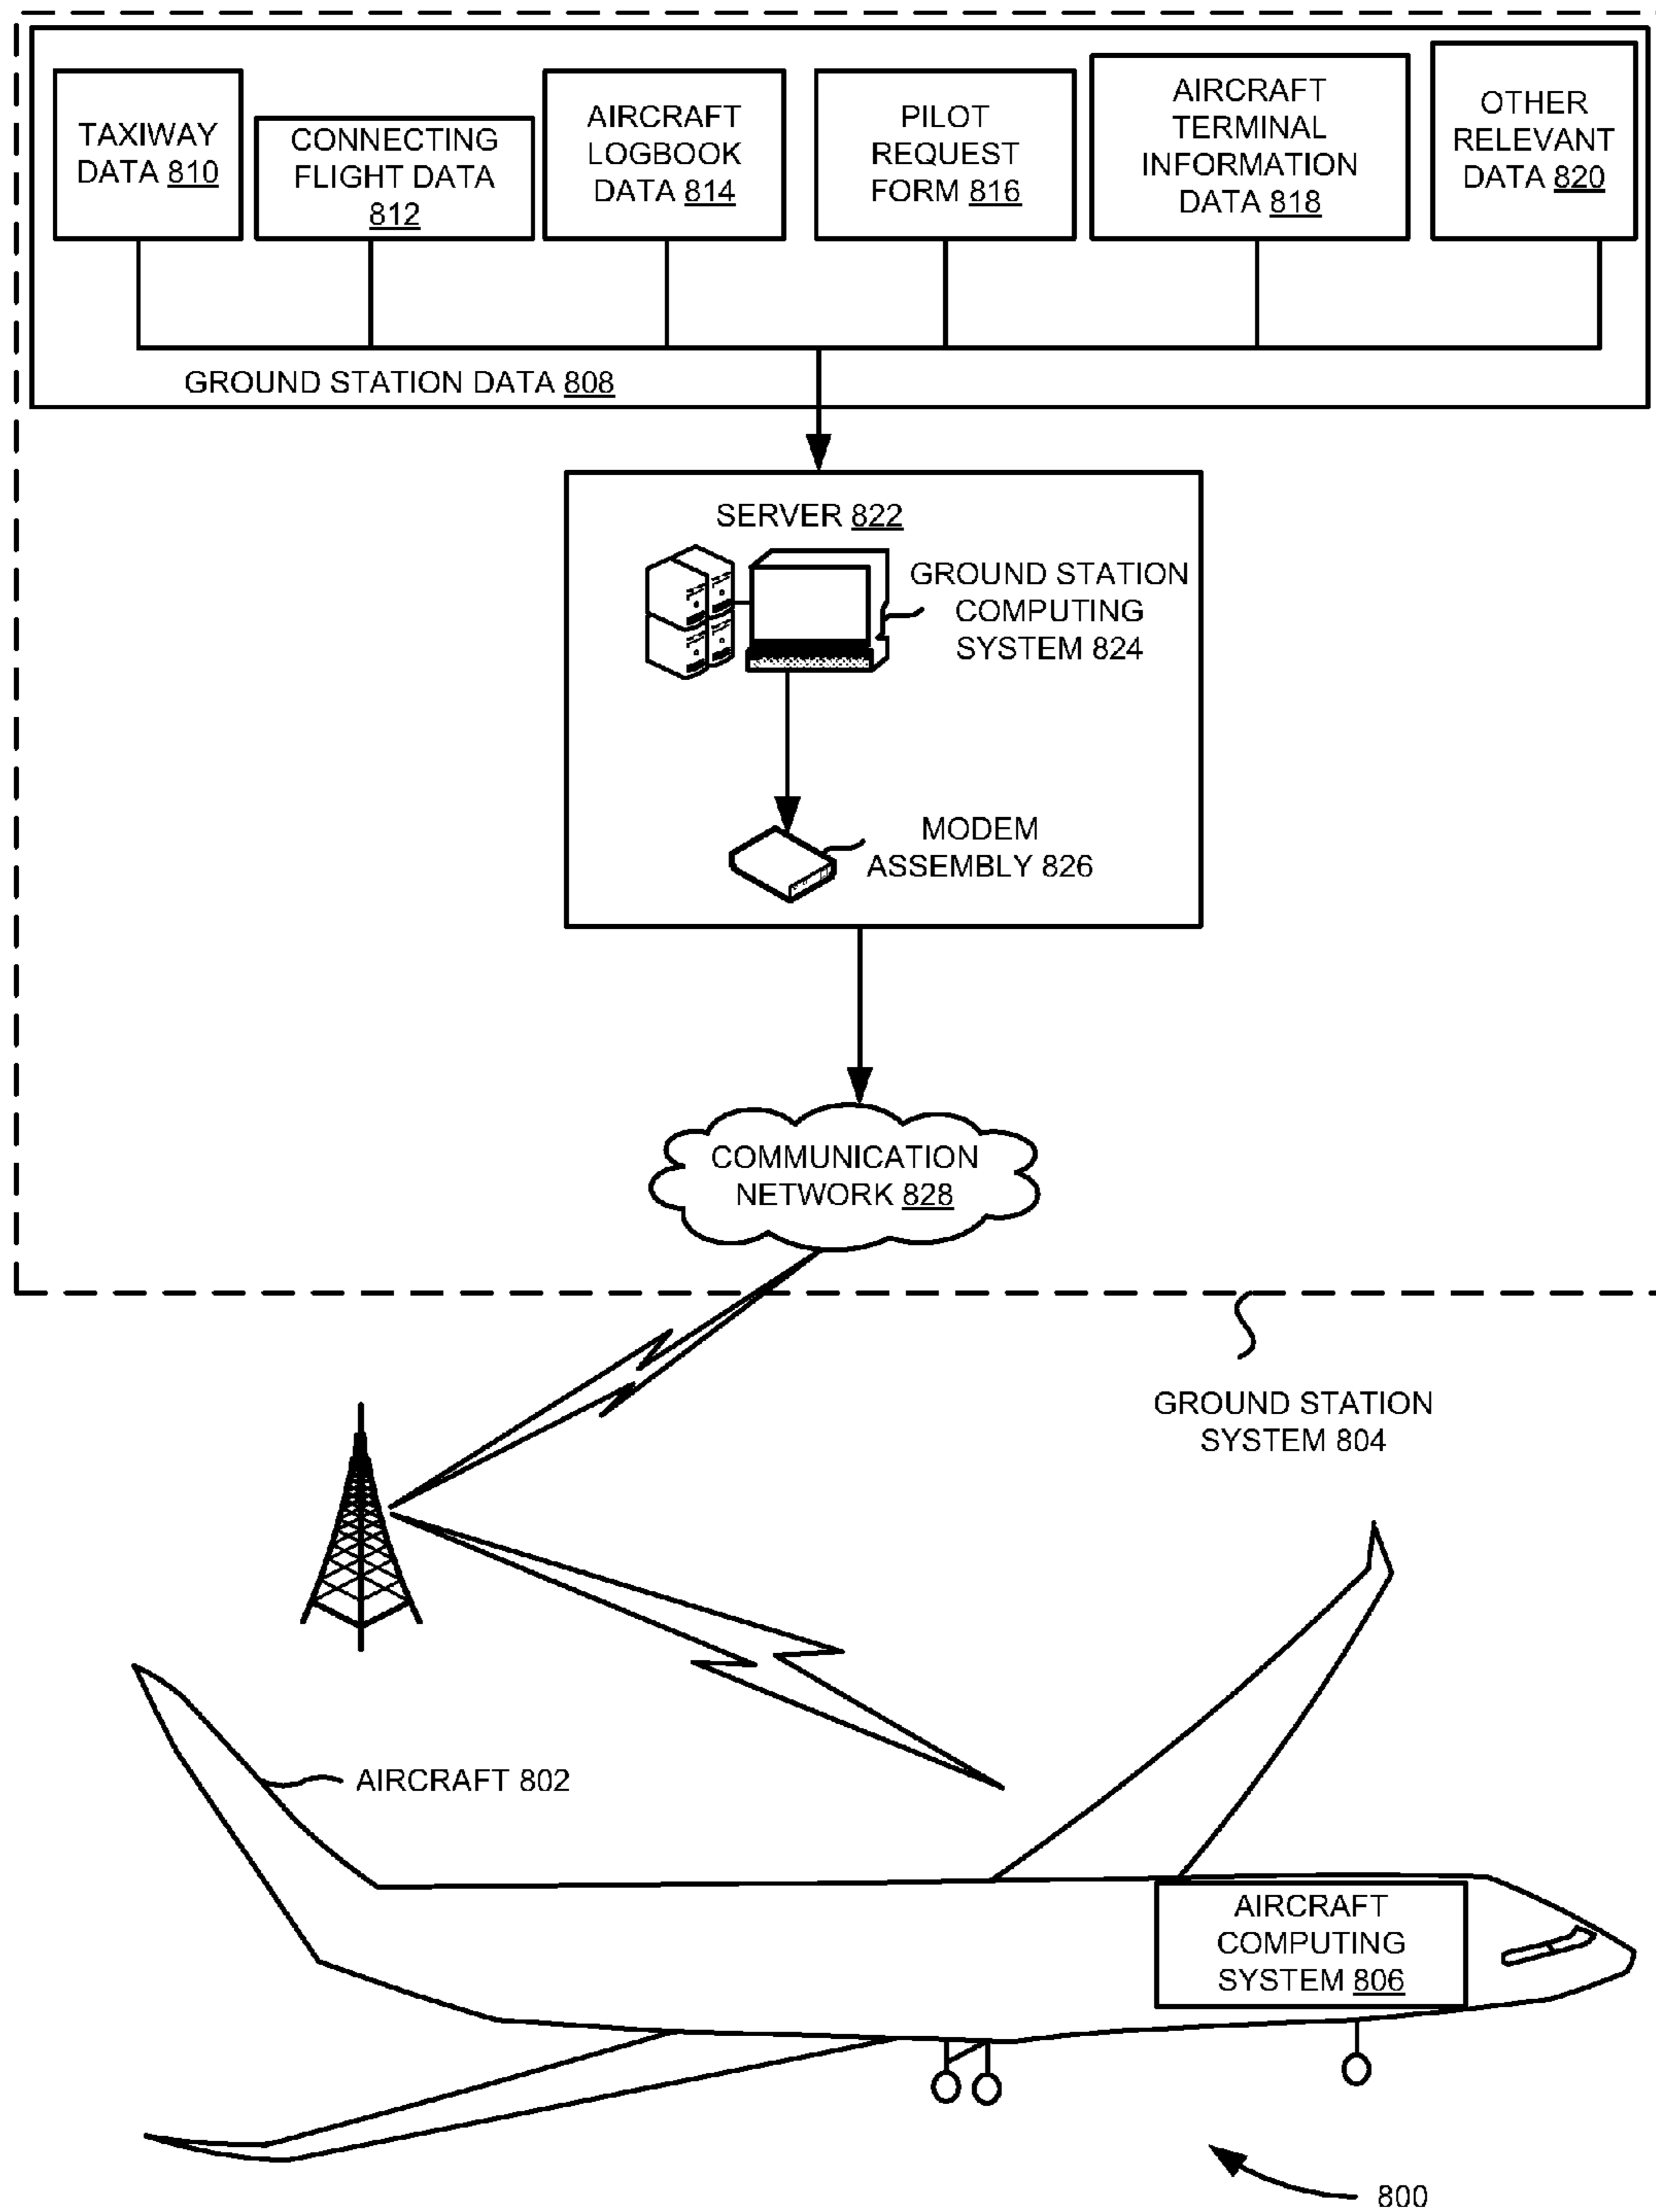 TAXIWAY
DATA 810
CONNECTING
FLIGHT DATA
812
AIRCRAFT
LOGBOOK
DATA 814
PILOT
REQUEST
FORM 816
AIRCRAFT
TERMINAL
INFORMATION
DATA 818
OTHER
RELEVANT
DATA 820
GROUND STATION DATA 808
SERVER 822
GROUND STATION
COMPUTING
SYSTEM 824
MODEM
ASSEMBLY 826
COMMUNICATION
NETWORK 828
GROUND STATION
SYSTEM 804
AIRCRAFT 802
AIRCRAFT
COMPUTING
SYSTEM 806
800